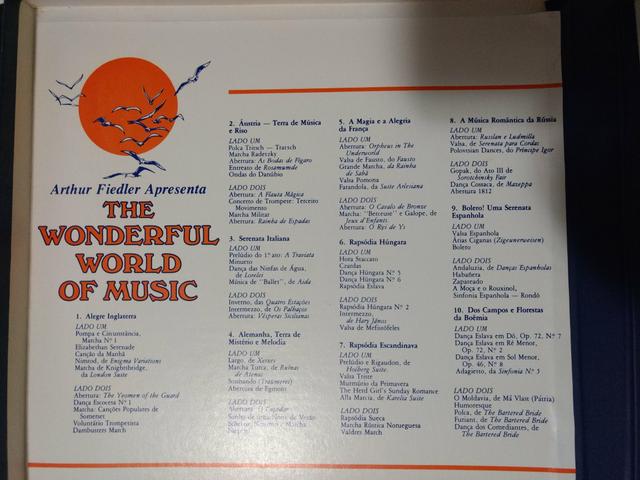 Arthur Fiedler Apresenta
THE
WONDERFUL
WORLD
OF MUSIC
1. Alegre Inglaterra
LADO UM
Pompa e Circunstância,
Marcha Nº 1
Elizabethan Serenade
Canção da Manhã
Nimrod, de Enigma Variations
Marcha de Knightsbridge,
da London Suite
LADO DOIS
Abertura: The Yeomen of the Guard
Dança Escocesa Nº 1
Marcha: Canções Populares de
Somerset
Voluntário Trompetista
Dambusters March
2. Áustria — Terra de Música
e Riso
LADO UM
Polca Tritsch — Tratsch
Marcha Radetzky
Abertura: As Bodas de Fígaro
Entreato de Rosamunde
Ondas do Danúbio
LADO DOIS
Abertura: A Flauta Mágica
Concerto de Trompete: Terceiro
Movimento
Marcha Militar
Abertura: Rainha de Espadas
3. Serenata Italiana
LADO UM
Prelúdio do 1º ato: A Traviata
Minueto
Dança das Ninfas de Água,
de Lorelei
Música de "Ballet", de Aida
LADO DOIS
Inverno, das Quatro Estações
Intermezzo, de Os Palhaços
Abertura: Vésperas Sicilianas
4. Alemanha, Terra de
Mistério e Melodia
LADO UM
Largo, de Xerxes
Marcha Turca, de Ruínas
de Atenas
Sonhando (Traumerei)
Abertura de Egmont
LADO DOIS
Abertura: O Caçador
Sonho de uma Noite de Verão
Scherzo, Noturno e Marcha
Nupcial
5. A Magia e a Alegria
da França
LADO UM
Abertura: Orpheus in The
Underworld
Valsa de Fausto, do Fausto
Grande Marcha, da Rainha
de Sabá
Valsa Pomona
Farandola, da Suite Arlesiana
LADO DOIS
Abertura: O Cavalo de Bronze
Marcha: "Berceuse" e Galope, de
Jeux d'Enfants
Abertura: O Rei de Ys
6. Rapsódia Húngara
LADO UM
Hora Staccato
Czardas
Dança Húngara Nº 5
Dança Húngara Nº 6
Rapsódia Eslava
LADO DOIS
Rapsódia Húngara Nº 2
Intermezzo,
de Hary János
Valsa de Mefistófeles
7. Rapsódia Escandinava
LADO UM
Prelúdio e Rigaudon, de
Holberg Suite
Valsa Triste
Murmúrio da Primavera
The Herd Girl's Sunday Romance
Alla Marcia, de Karelia Suite
LADO DOIS
Rapsódia Sueca
Marcha Rústica Norueguesa
Valdres March
8. A Música Romântica da Rússia
LADO UM
Abertura: Russlan e Ludmilla
Valsa, de Serenata para Cordas
Polovtsian Dances, do Príncipe Igor
LADO DOIS
Gopak, do Ato III de
Sorotchinsky Fair
Dança Cossaca, de Mazeppa
Abertura 1812
9. Bolero! Uma Serenata
Espanhola
LADO UM
Valsa Espanhola
Árias Ciganas (Zigeunerweisen)
Bolero
LADO DOIS
Andaluzia, de Danças Espanholas
Habañera
Zapateado
A Moça e o Rouxinol,
Sinfonia Espanhola — Rondó
10. Dos Campos e Florestas
da Boêmia
LADO UM
Dança Eslava em Dó, Op. 72, Nº 7
Dança Eslava em Ré Menor,
Op. 72, Nº 2
Dança Eslava em Sol Menor,
Op. 46, Nº 8
Adagietto, da Sinfonia Nº 5
LADO DOIS
O Moldavia, de Má Vlast (Pátria)
Humoresque
Polca, de The Bartered Bride
Furiant, de The Bartered Bride
Dança dos Comediantes, de
The Bartered Bride